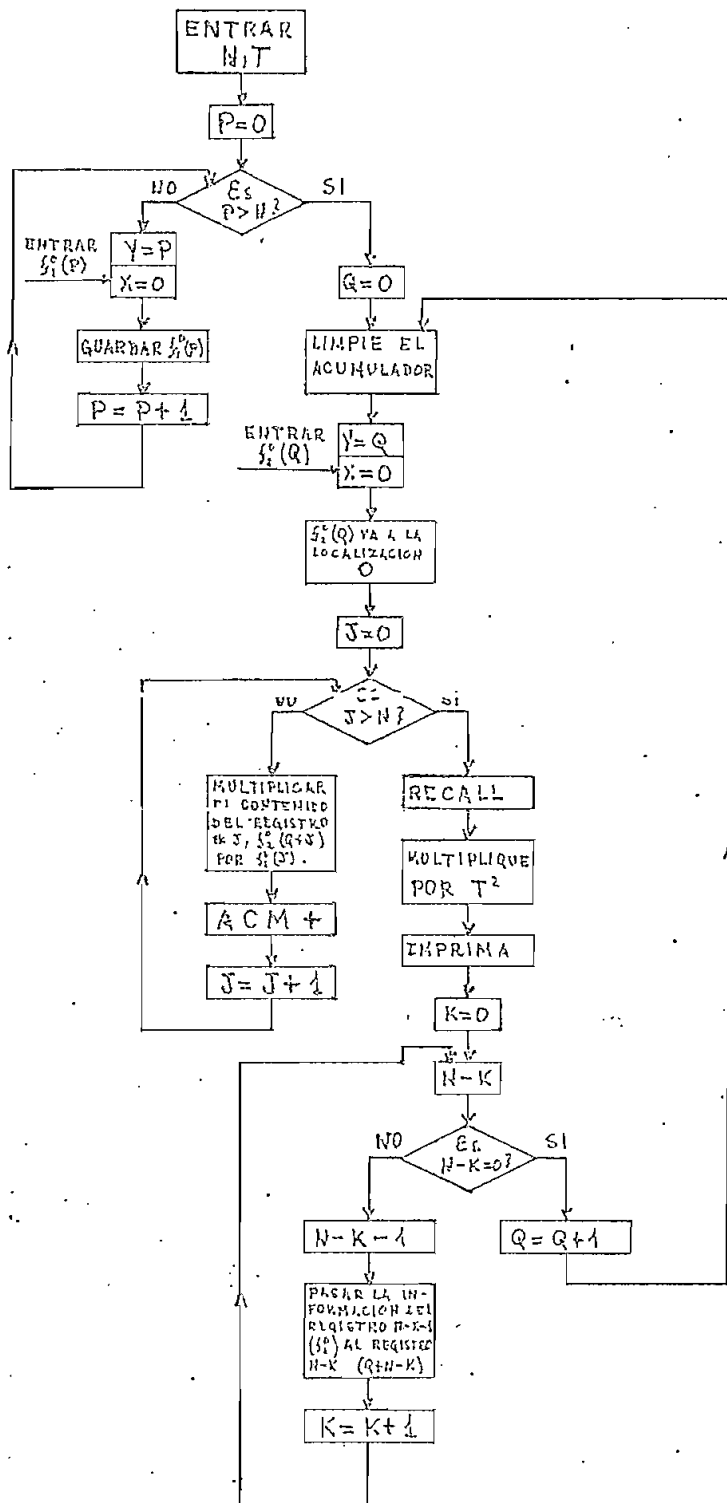 ENTRAR
N,T
P=0
NO
Es
P>N?
SI
ENTRAR
Y=P
X=0
Q=0
GUARDAR
LIMPIE EL
ACUMULADOR
P=P+1
ENTRAR
Y=Q
X=0
VA A LA
LOCALIZACION
O
J=0
NO
J>N?
SI
MULTIPLICAR
CONTENIDO
DEL REGISTRO
POR
RECALL
MULTIPLIQUE
POR T²
ACM+
IMPRIMA
J=J+1
K=0
N-K
NO
Es
N-K=0?
SI
N-K-1
Q=Q+1
PASAR LA IN-
FORMACION DEL
REGISTRO N-K-1
AL REGISTRO
N-K (Q+N-K)
K=K+1